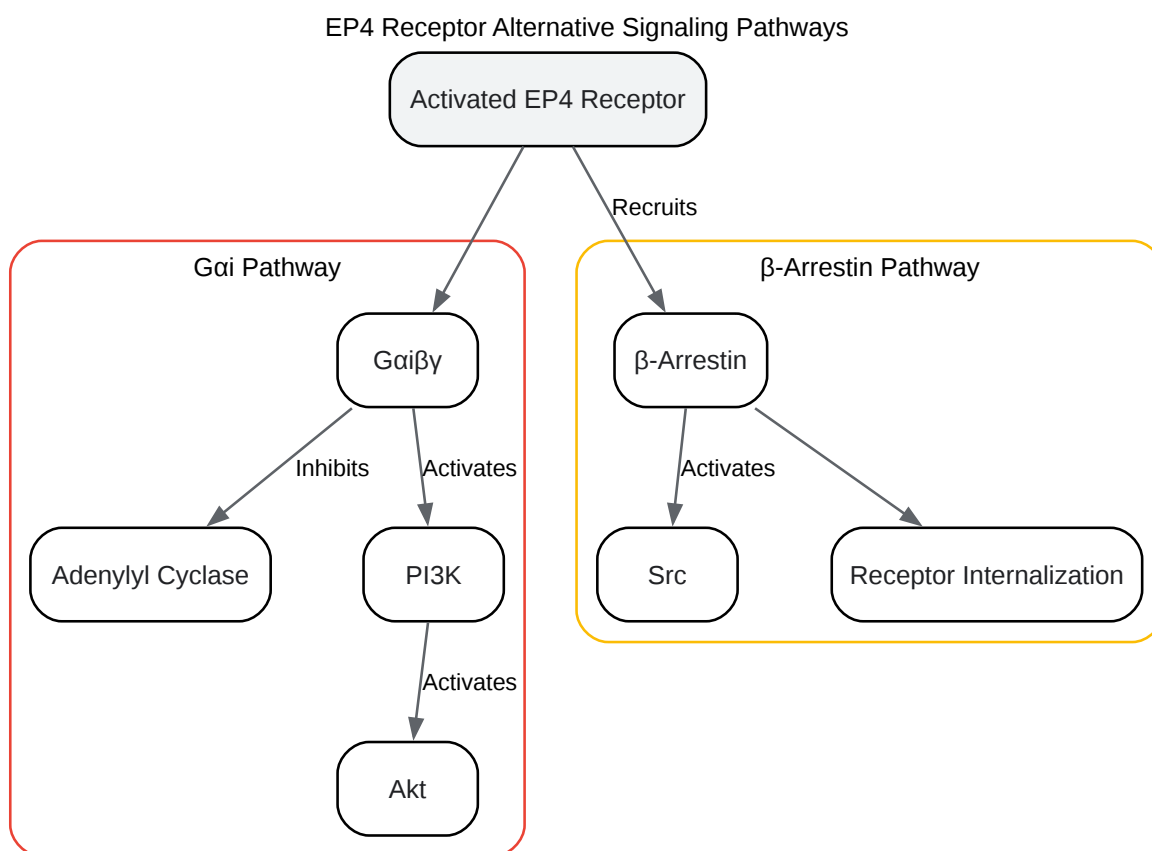 EP4 Receptor Alternative Signaling Pathways
Activated EP4 Receptor
Recruits
Gαi Pathway
β-Arrestin Pathway
Gαiβγ
β-Arrestin
Inhibits
Activates
Activates
Adenylyl Cyclase
PI3K
Src
Receptor Internalization
Activates
Akt